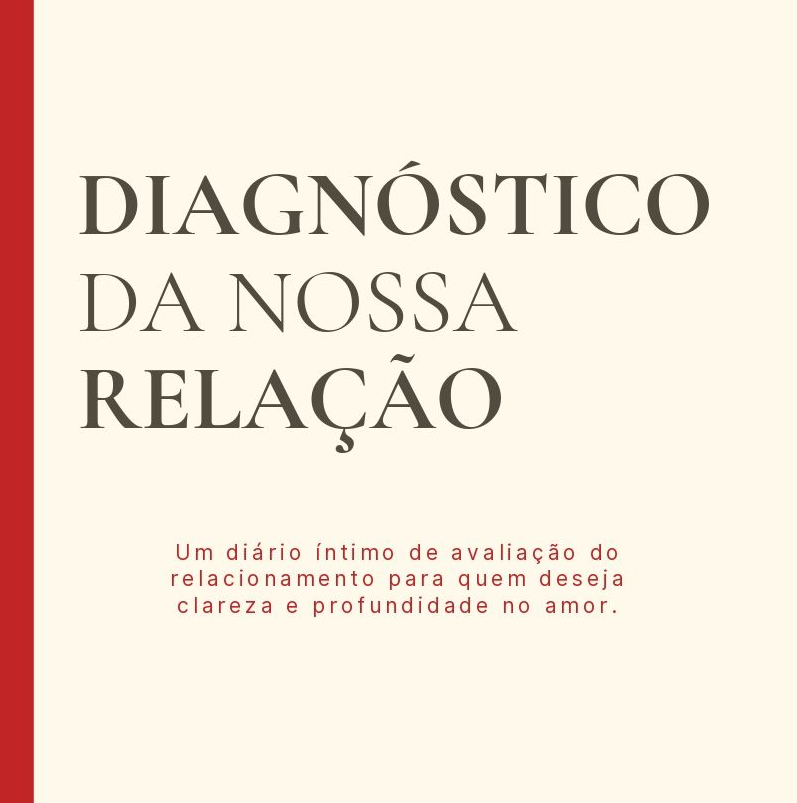 DIAGNÓSTICO
DA NOSSA
RELAÇÃO
Um diário íntimo de avaliação do
relacionamento para quem deseja
clareza e profundidade no amor.